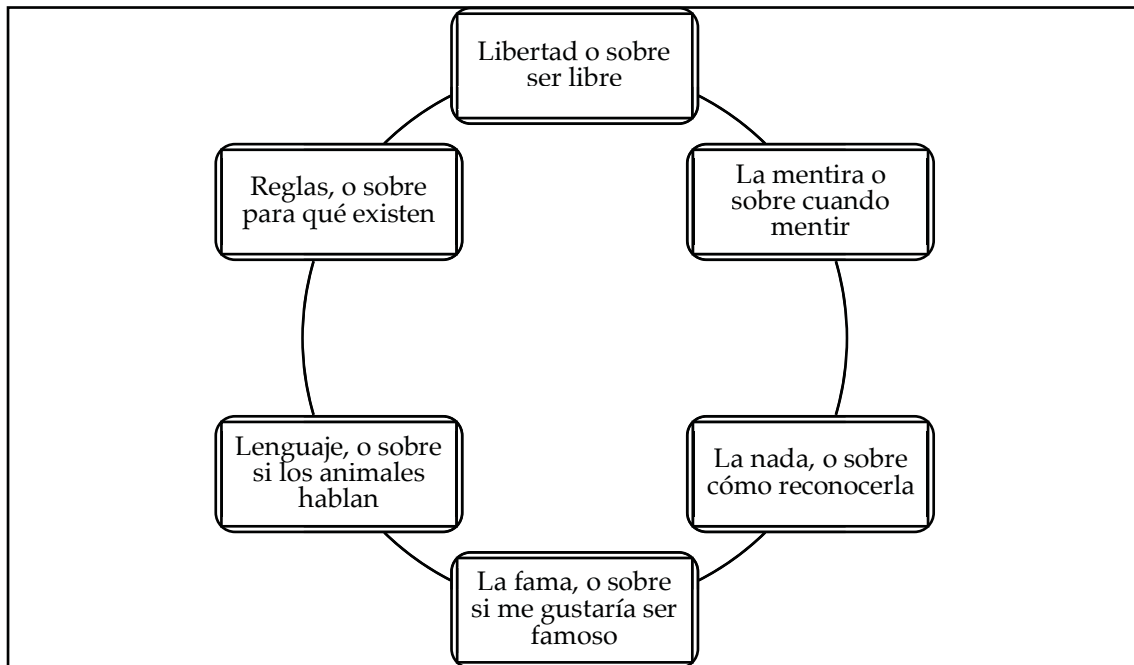 Libertad o sobre
ser libre
La mentira o
sobre cuando
mentir
La nada, o sobre
cómo reconocerla
La fama, o sobre
si me gustaría ser
famoso
Lenguaje, o sobre
si los animales
hablan
Reglas, o sobre
para qué existen